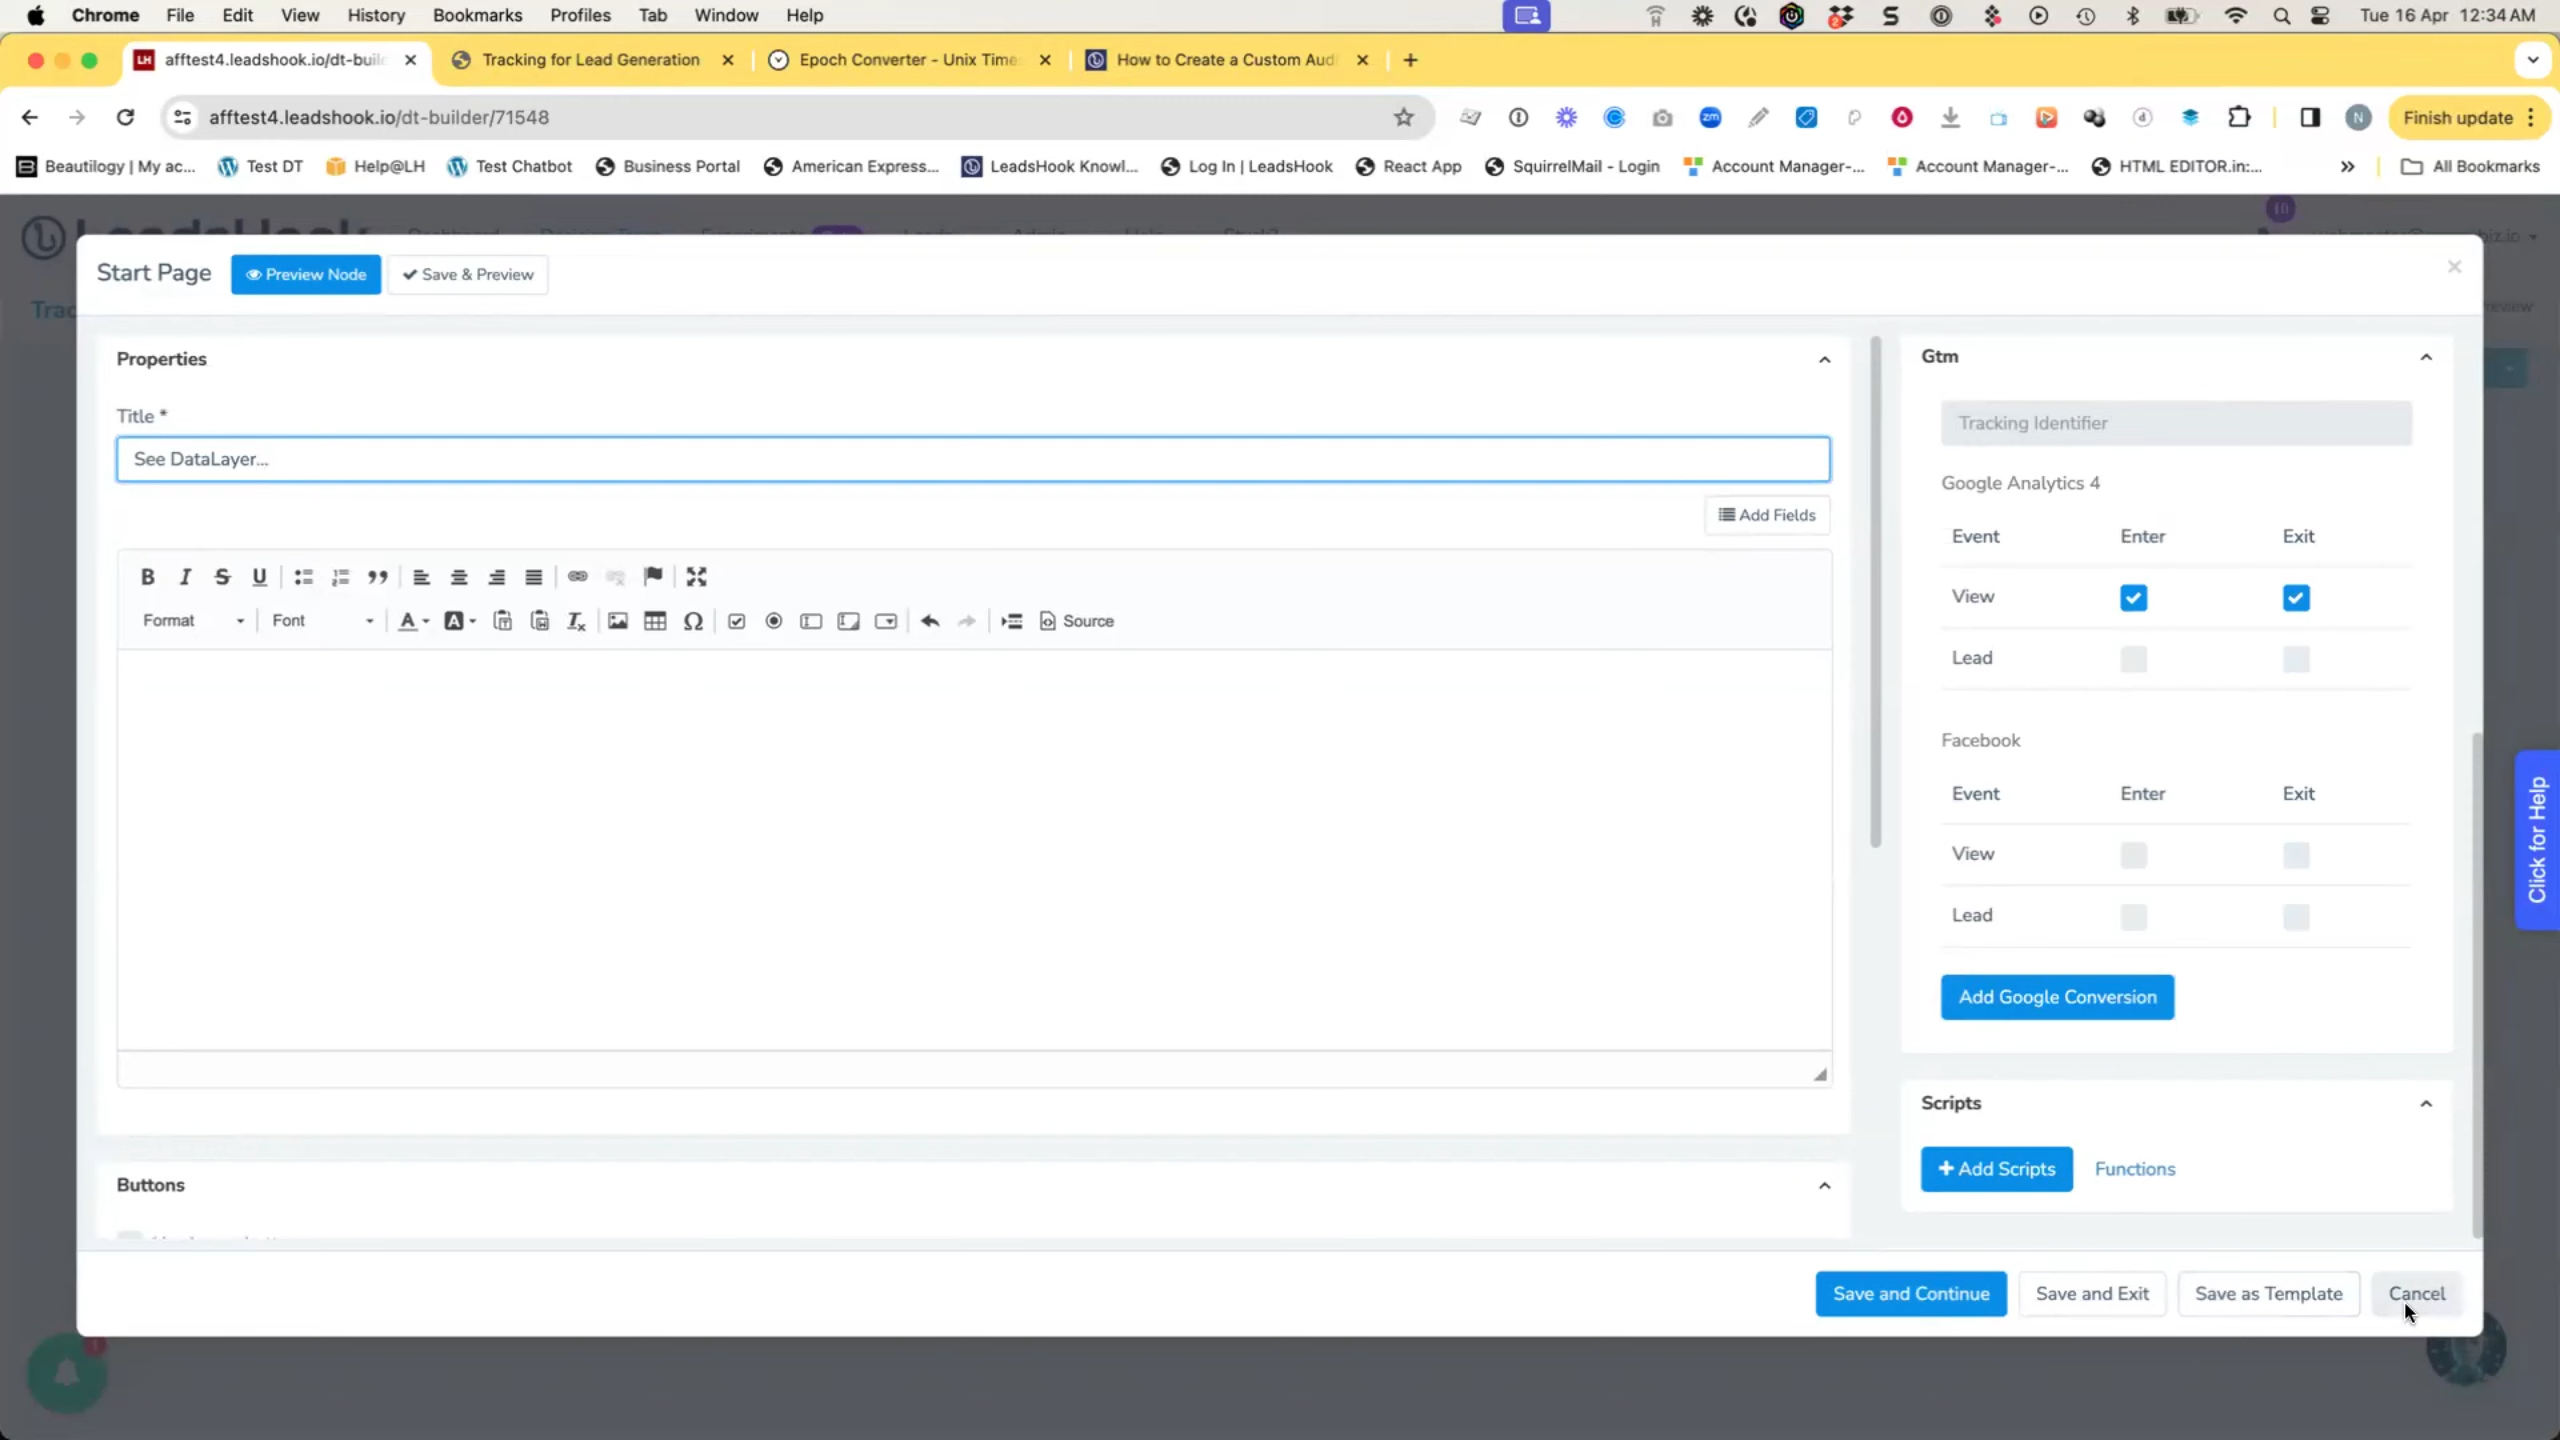 Chrome File Edit View History Bookmarks Profiles Tab Window Help Tue 16 Apr 12:34 AM
afftest4.leadshook.io/dt-buil Tracking for Lead Generation Epoch Converter - Unix Time How to Create a Custom Aud
afftest4.leadshook.io/dt-builder/71548 Finish update
Beautilogy | My ac... Test DT Help@LH Test Chatbot Business Portal American Express... LeadsHook Knowl... Log In | LeadsHook React App SquirrelMail - Login Account Manager-... Account Manager-... HTML EDITOR.in:... All Bookmarks
Start Page Preview Node Save & Preview
Properties
Title *
See DataLayer...
Add Fields
Format Font Source
Buttons
Gtm
Tracking Identifier
Google Analytics 4
Event Enter Exit
View
Lead
Facebook
Event Enter Exit
View
Lead
Add Google Conversion
Scripts
Add Scripts Functions
Save and Continue Save and Exit Save as Template Cancel
Click for Help